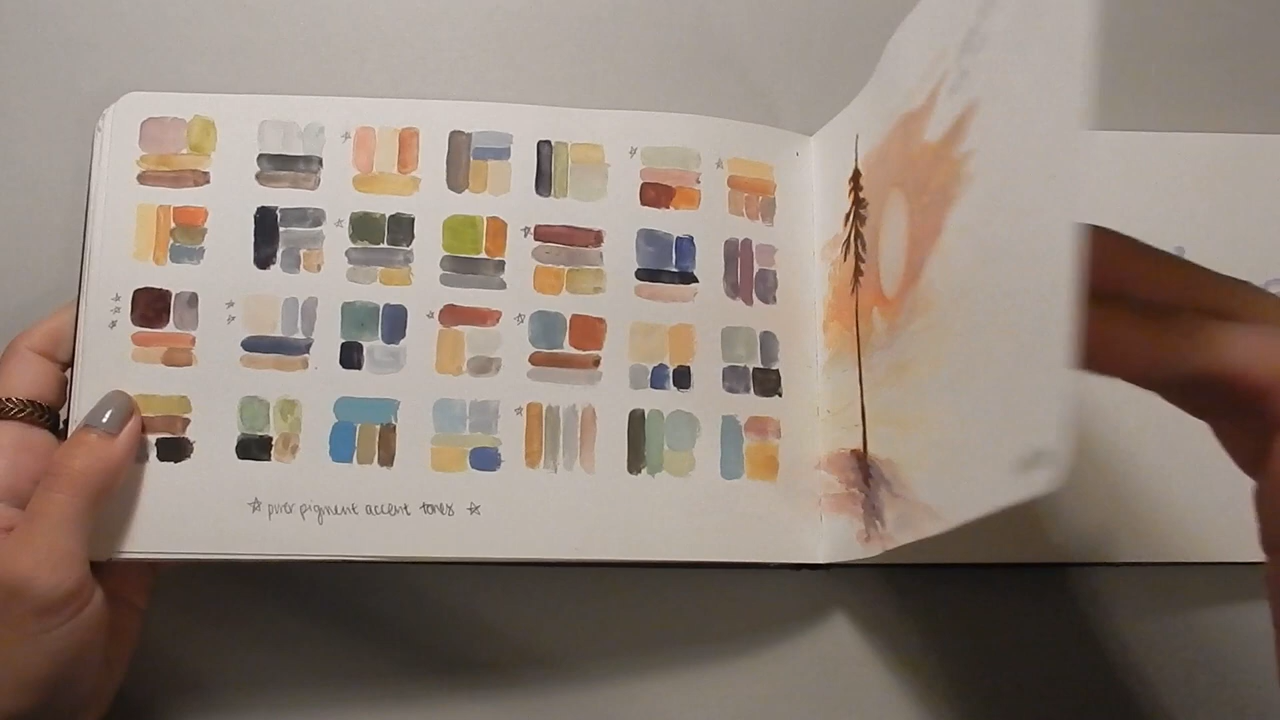 ☆ purer pigment accent tones ☆